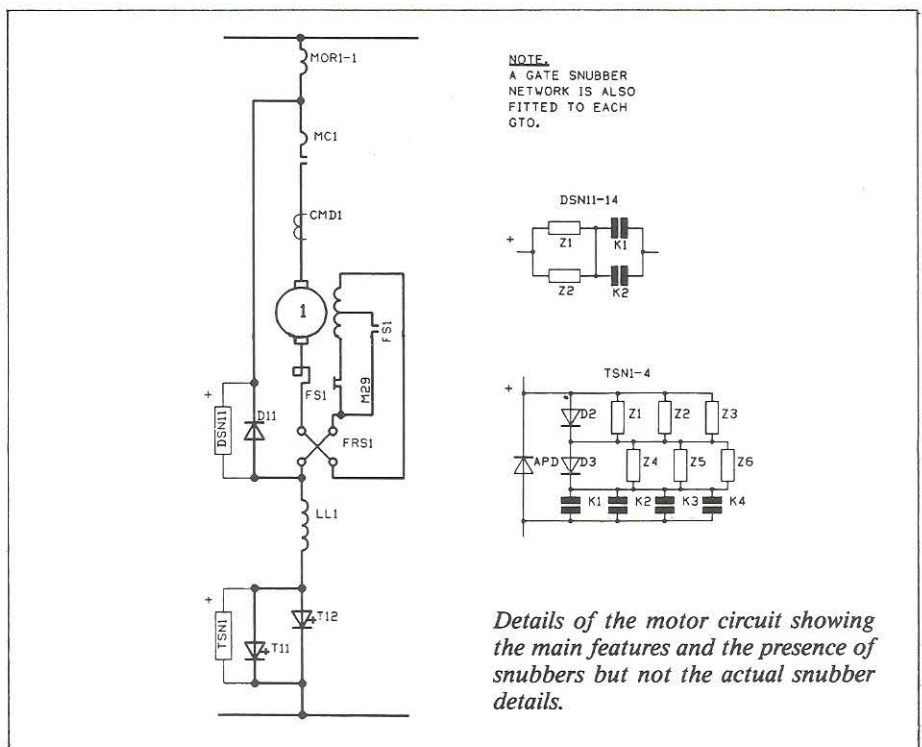 MOR1-1
NOTE.
A GATE SNUBBER
NETWORK IS ALSO
FITTED TO EACH
GTO.
MC1
CMD1
1
FS1
FS1
M29
FRS1
+
DSN11
D11
LL1
+
TSN1
T11
T12
DSN11-14
+
Z1
K1
Z2
K2
TSN1-4
+
D2
Z1
Z2
Z3
APD
D3
Z4
Z5
Z6
K1
K2
K3
K4
Details of the motor circuit showing
the main features and the presence of
snubbers but not the actual snubber
details.